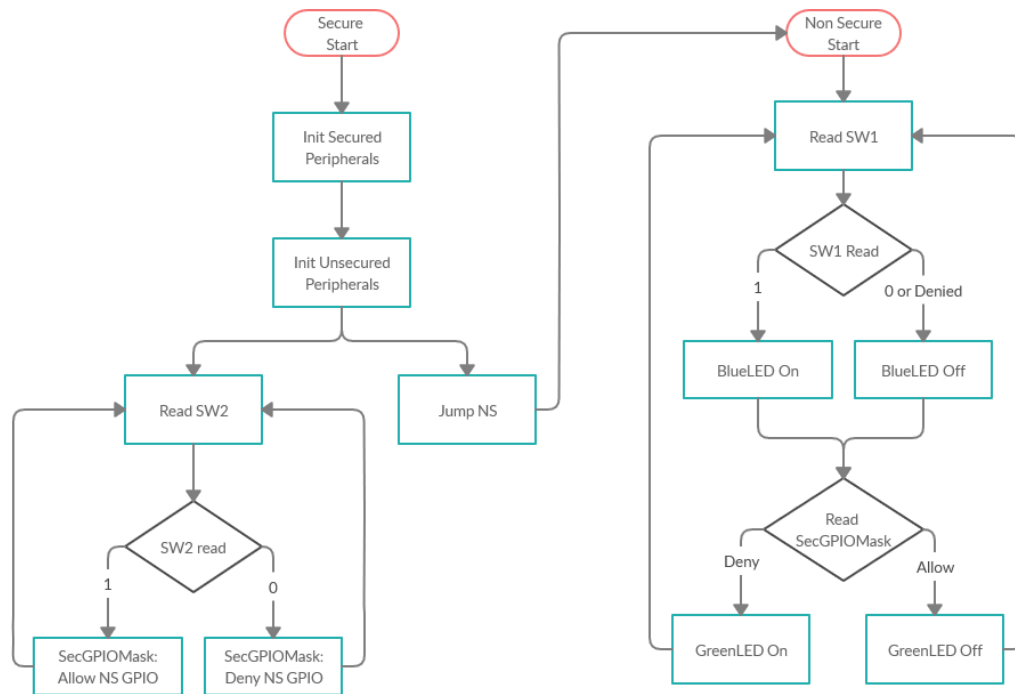 Secure
Start
Init Secured
Peripherals
Init Unsecured
Peripherals
Read SW2
Jump NS
SW2 read
1
0
SecGPIOMask:
Allow NS GPIO
SecGPIOMask:
Deny NS GPIO
Non Secure
Start
Read SW1
SW1 Read
1
0 or Denied
BlueLED On
BlueLED Off
Read
SecGPIOMask
Deny
Allow
GreenLED On
GreenLED Off